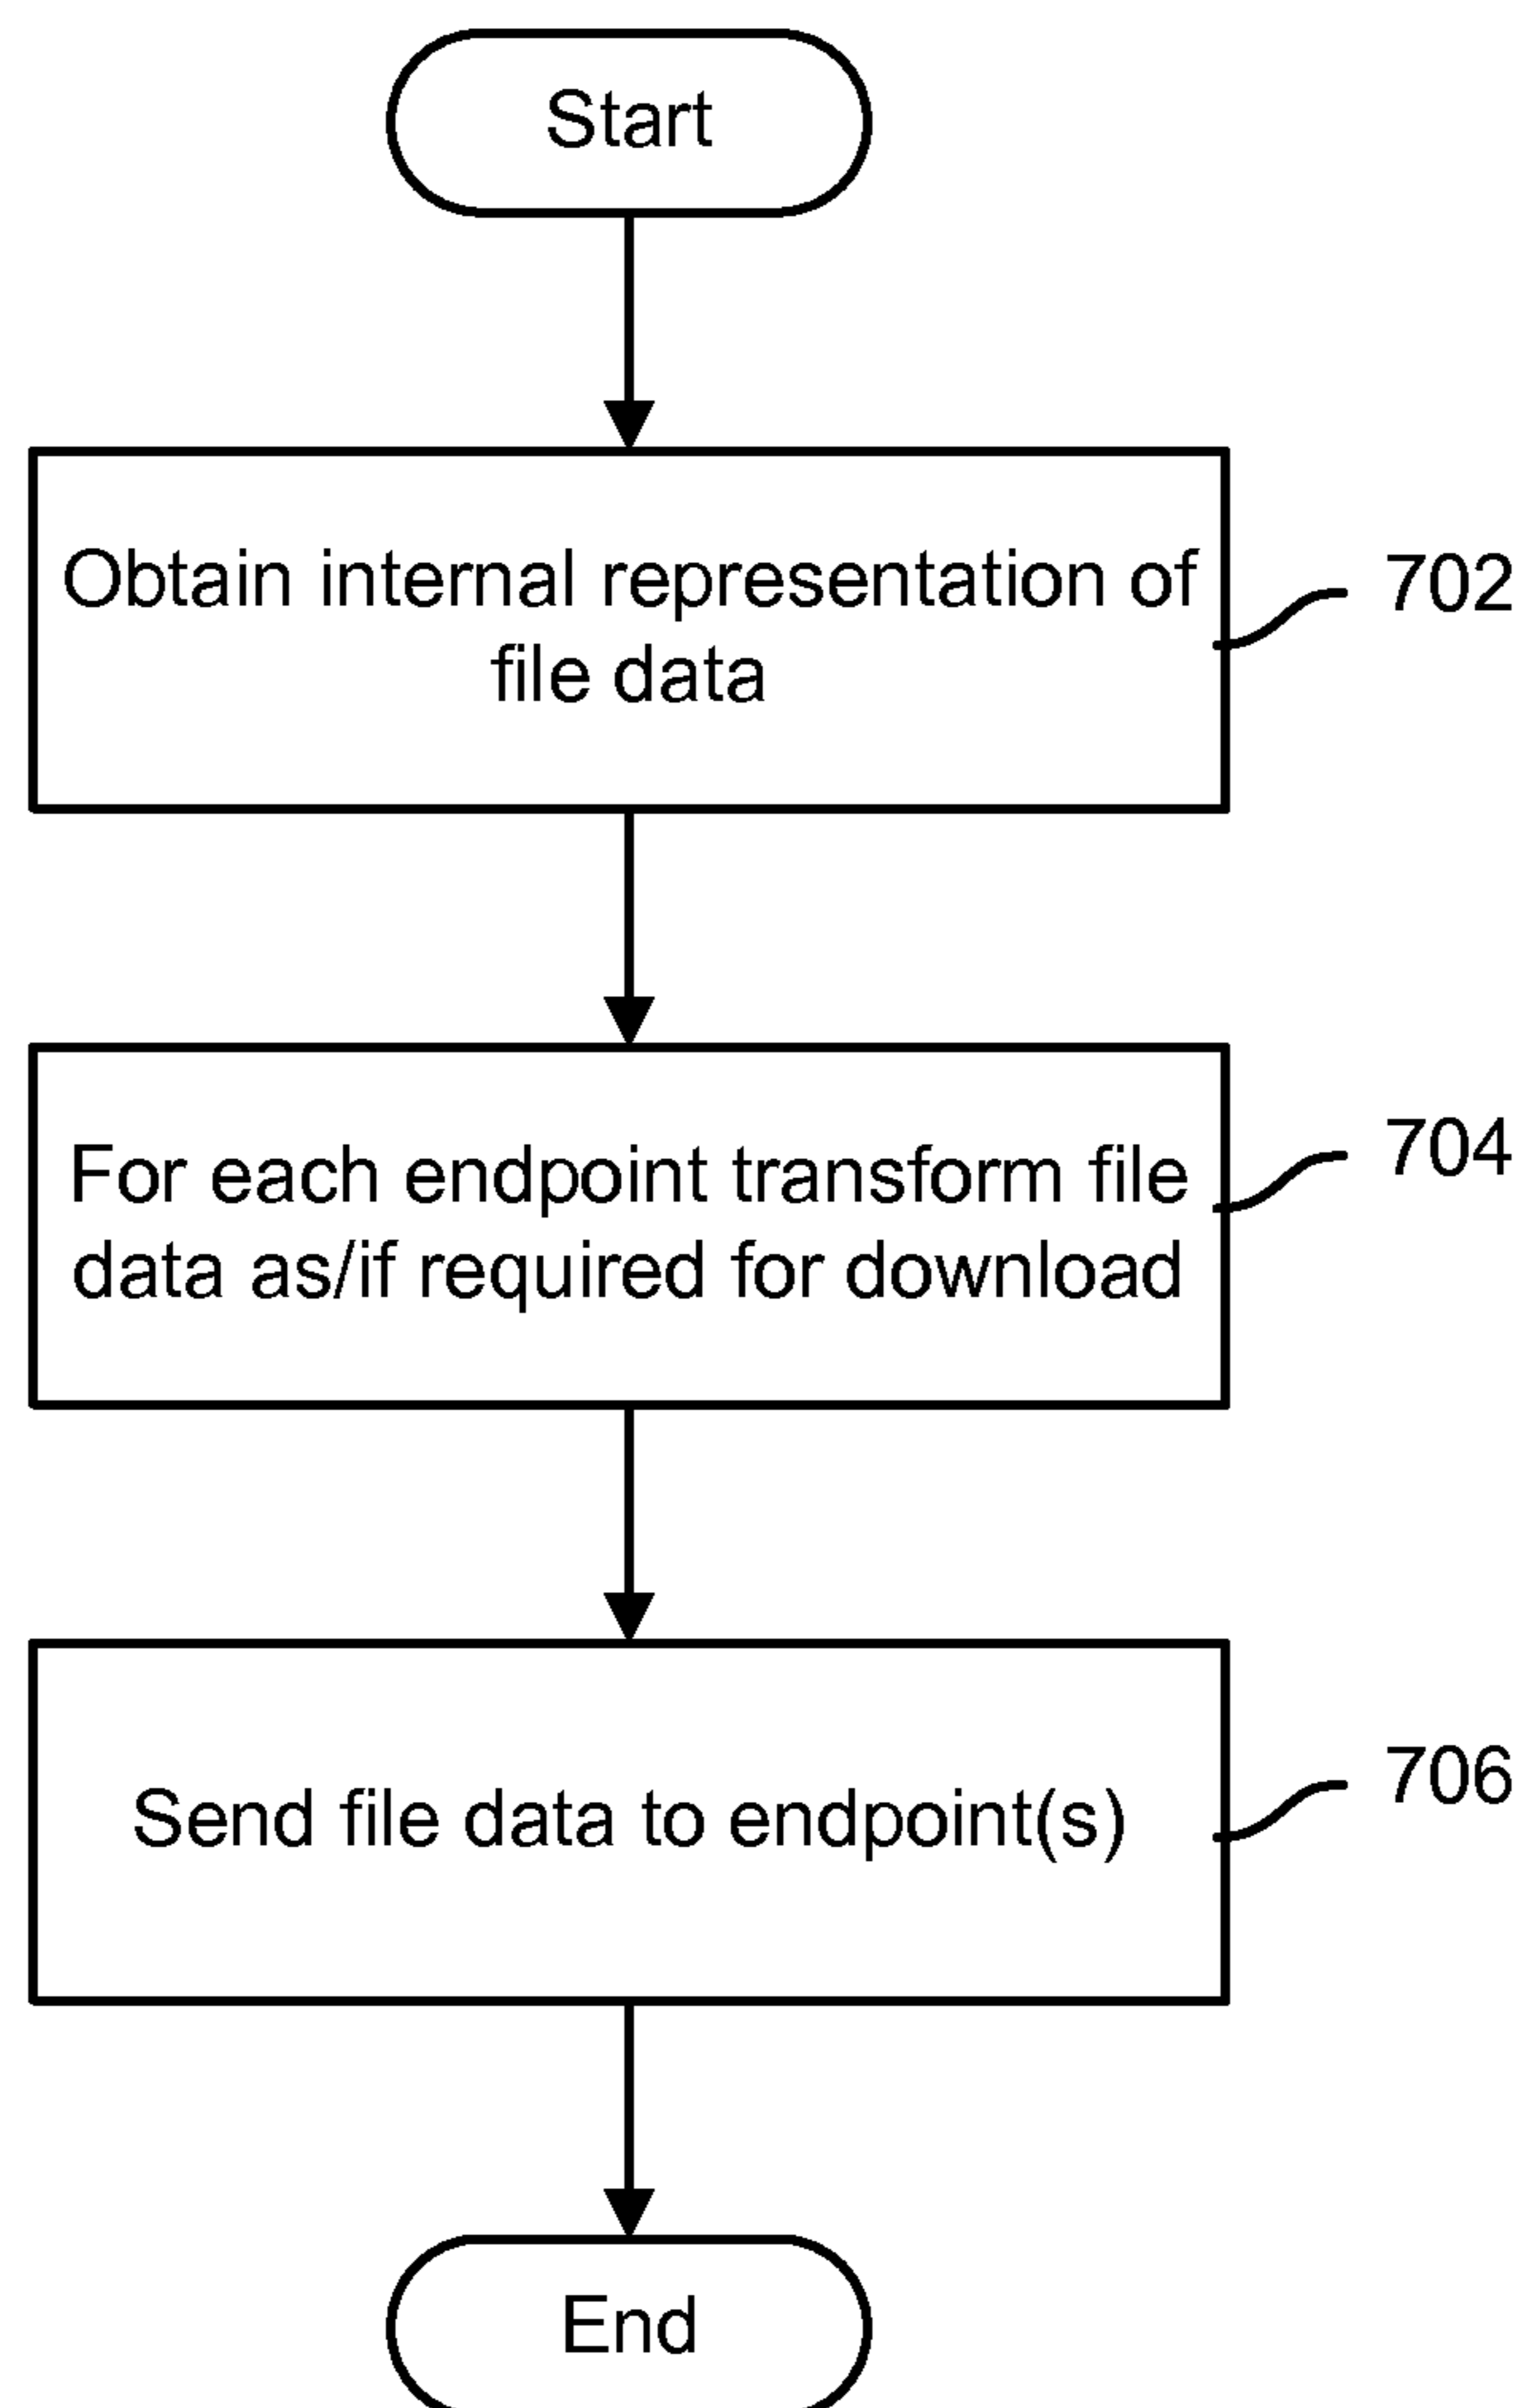 Start
Obtain internal representation of
file data
702
For each endpoint transform file
data as/if required for download
704
Send file data to endpoint(s)
706
End